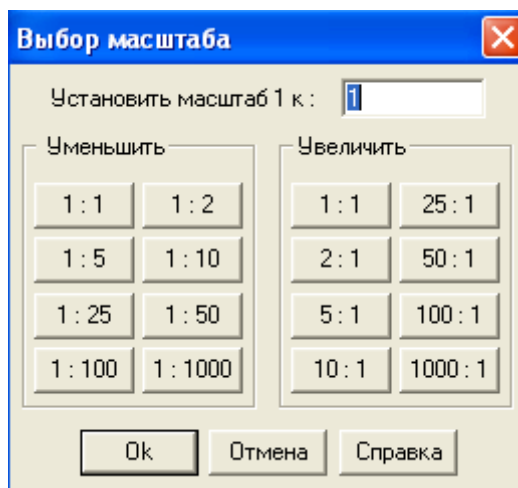 Выбор масштаба
Установить масштаб 1 к : 1
Уменьшить
1 : 1 1 : 2
1 : 5 1 : 10
1 : 25 1 : 50
1 : 100 1 : 1000
Увеличить
1 : 1 25 : 1
2 : 1 50 : 1
5 : 1 100 : 1
10 : 1 1000 : 1
Ok Отмена Справка